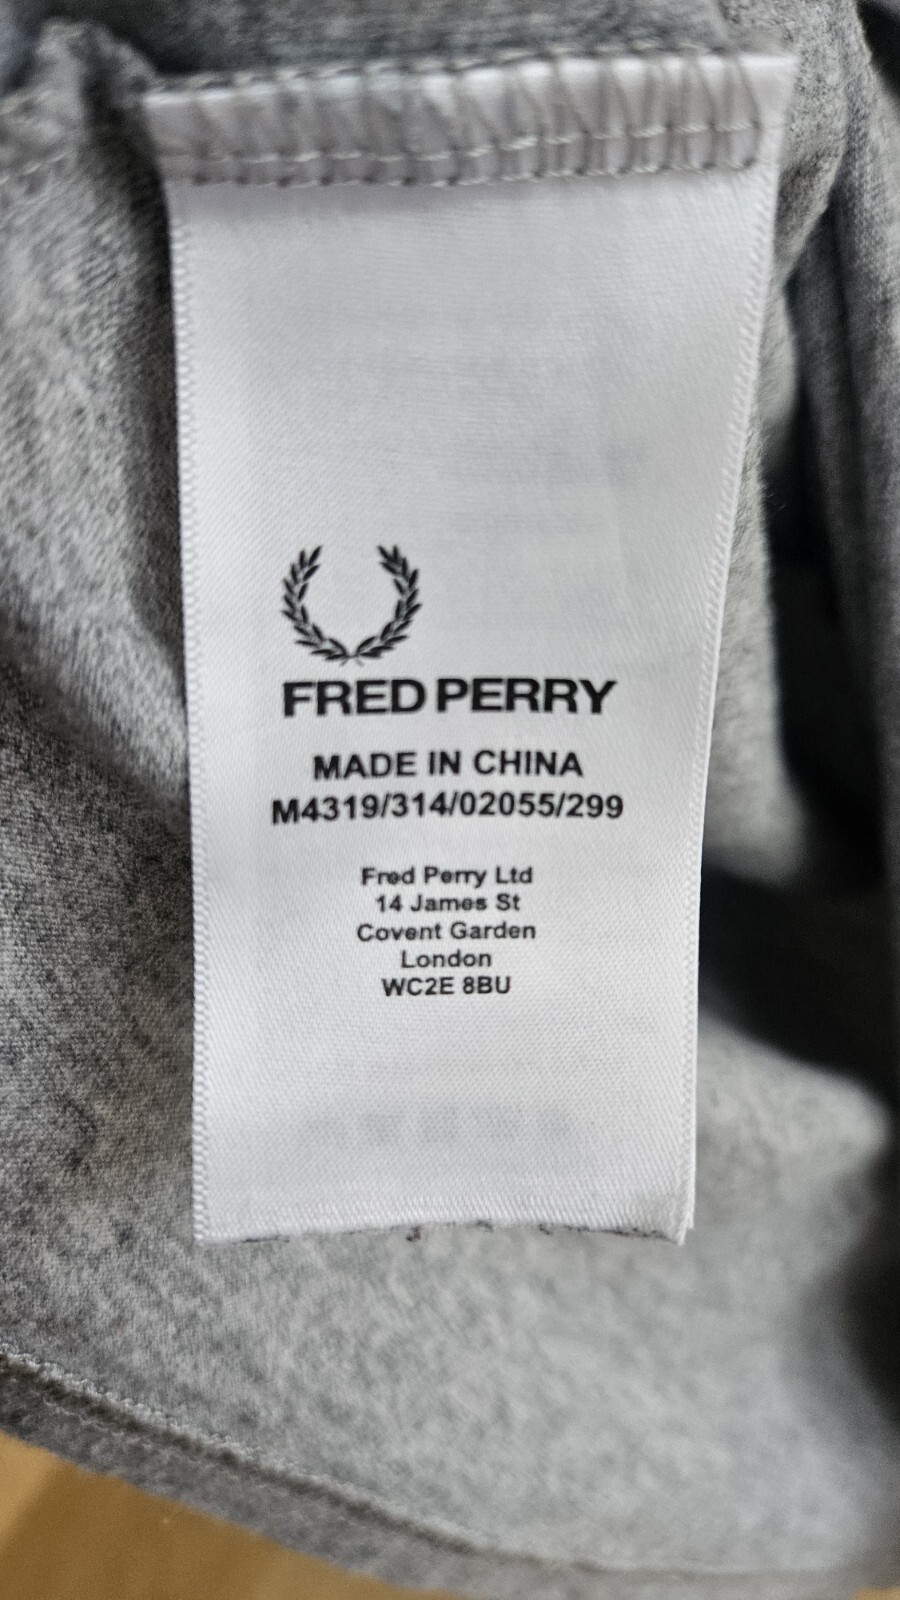 FRED PERRY
MADE IN CHINA
M4319/314/02055/299
Fred Perry Ltd
14 James St
Covent Garden
London
WC2E 8BU